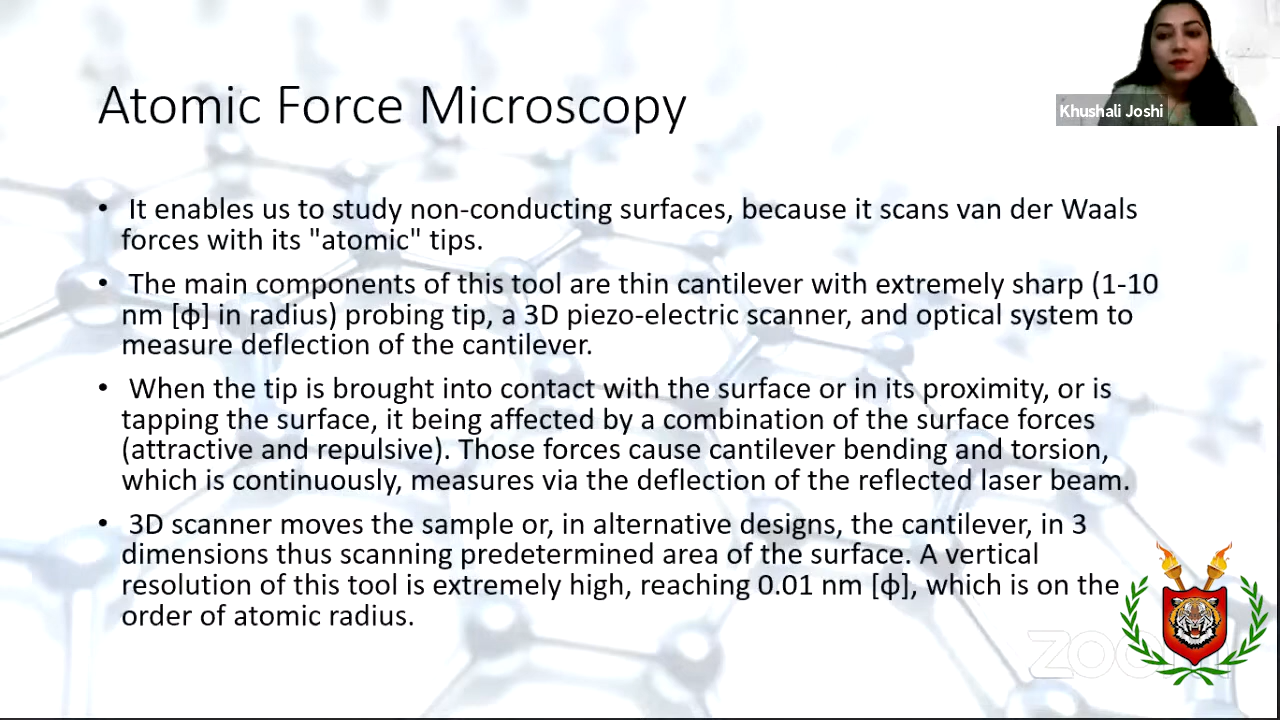 Khushali Joshi
Atomic Force Microscopy
• It enables us to study non-conducting surfaces, because it scans van der Waals
forces with its "atomic" tips.
• The main components of this tool are thin cantilever with extremely sharp (1-10
nm [ф] in radius) probing tip, a 3D piezo-electric scanner, and optical system to
measure deflection of the cantilever.
• When the tip is brought into contact with the surface or in its proximity, or is
tapping the surface, it being affected by a combination of the surface forces
(attractive and repulsive). Those forces cause cantilever bending and torsion,
which is continuously, measures via the deflection of the reflected laser beam.
• 3D scanner moves the sample or, in alternative designs, the cantilever, in 3
dimensions thus scanning predetermined area of the surface. A vertical
resolution of this tool is extremely high, reaching 0.01 nm [ф], which is on the
order of atomic radius.
zoom